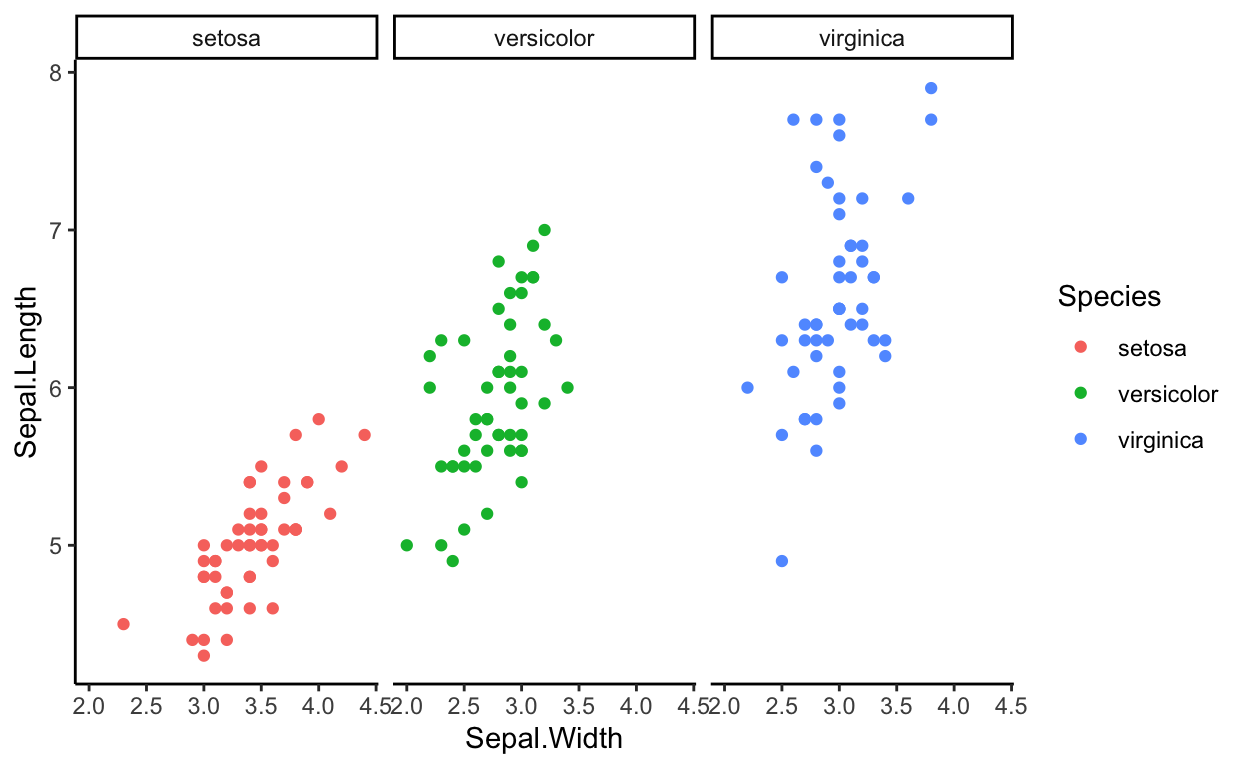 setosa versicolor virginica
8
7
6
5
Sepal.Length
2.0 2.5 3.0 3.5 4.0 4.5 2.0 2.5 3.0 3.5 4.0 4.5 2.0 2.5 3.0 3.5 4.0 4.5
Sepal.Width
Species
setosa
versicolor
virginica